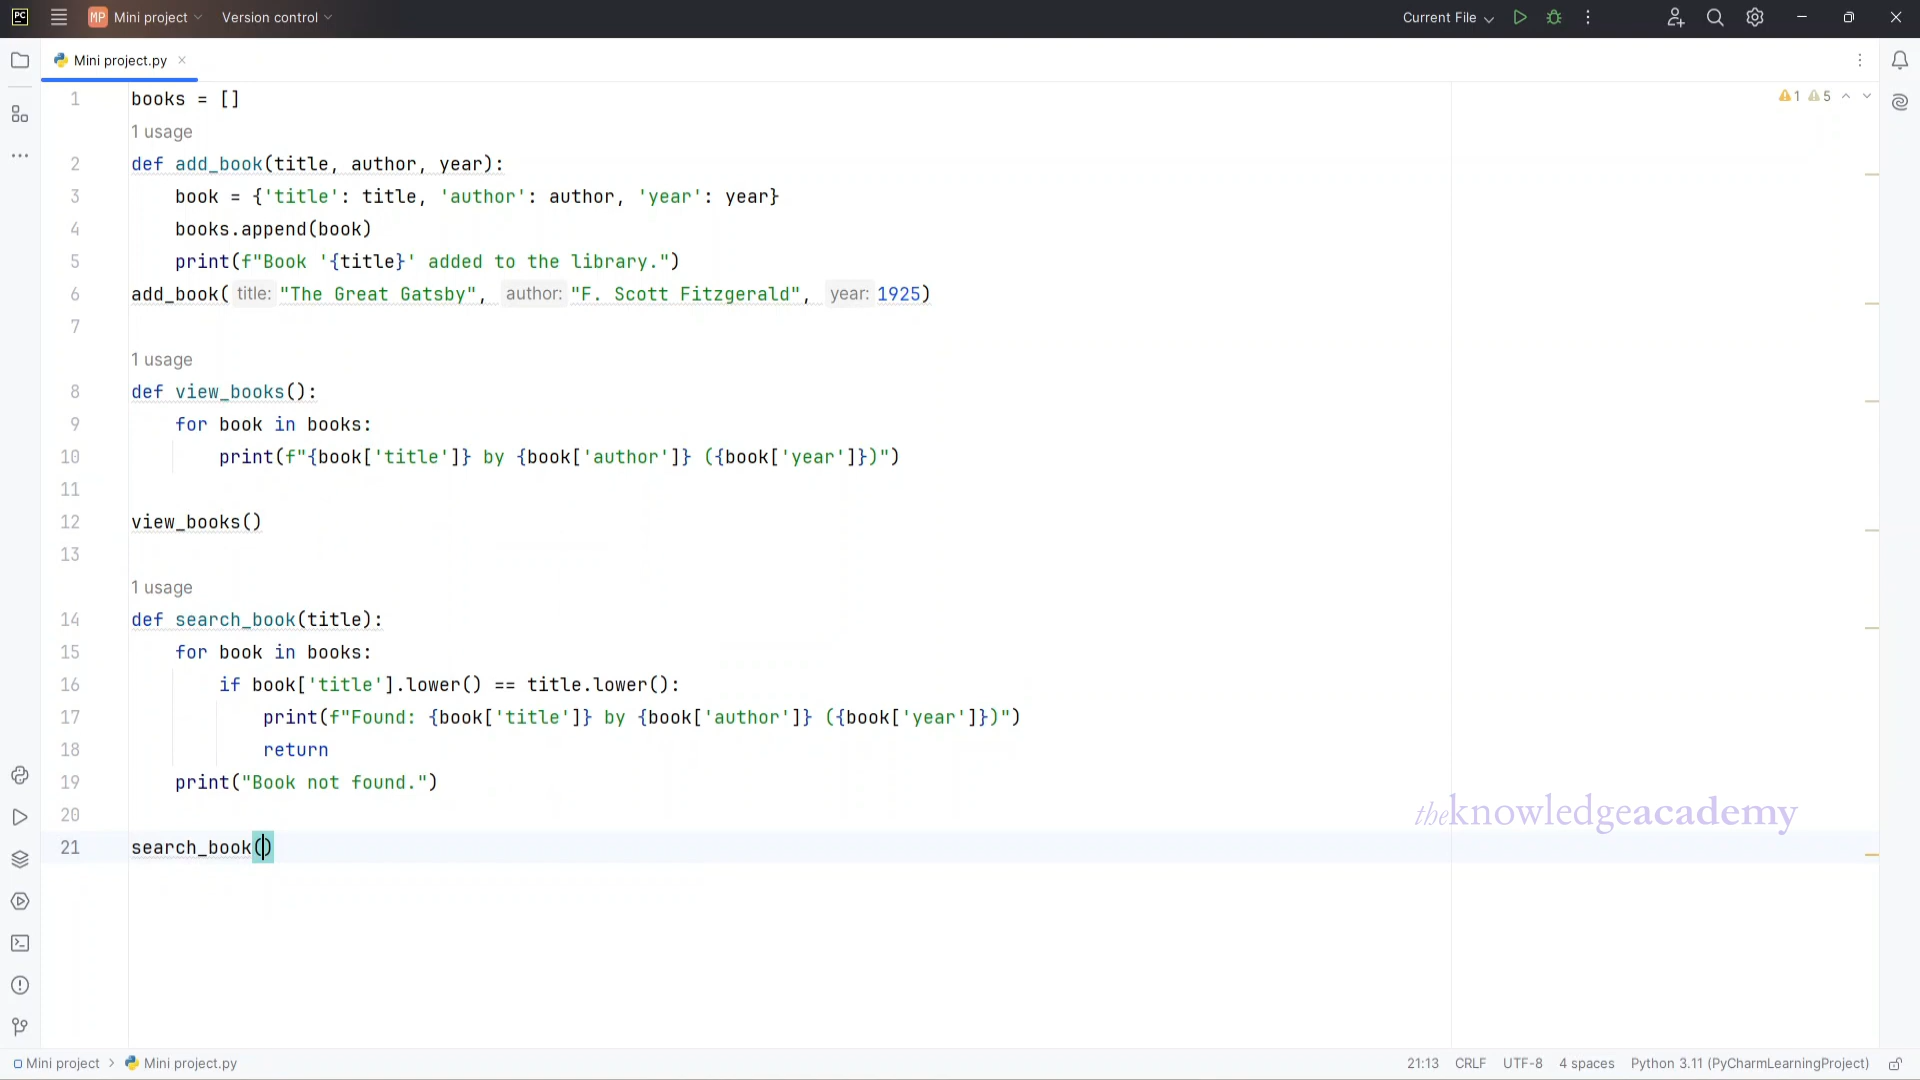 PC MP Mini project Version control Current File
Mini project.py
1 books = [] 1 5
1 usage
2 def add_book(title, author, year):
3     book = {'title': title, 'author': author, 'year': year}
4     books.append(book)
5     print(f"Book '{title}' added to the library.")
6 add_book( title: "The Great Gatsby", author: "F. Scott Fitzgerald", year: 1925)
7
1 usage
8 def view_books():
9     for book in books:
10         print(f"{book['title']} by {book['author']} ({book['year']})")
11
12 view_books()
13
1 usage
14 def search_book(title):
15     for book in books:
16         if book['title'].lower() == title.lower():
17             print(f"Found: {book['title']} by {book['author']} ({book['year']})")
18             return
19     print("Book not found.")
20
theknowledgeacademy
21 search_book()
Mini project > Mini project.py 21:13 CRLF UTF-8 4 spaces Python 3.11 (PyCharmLearningProject)